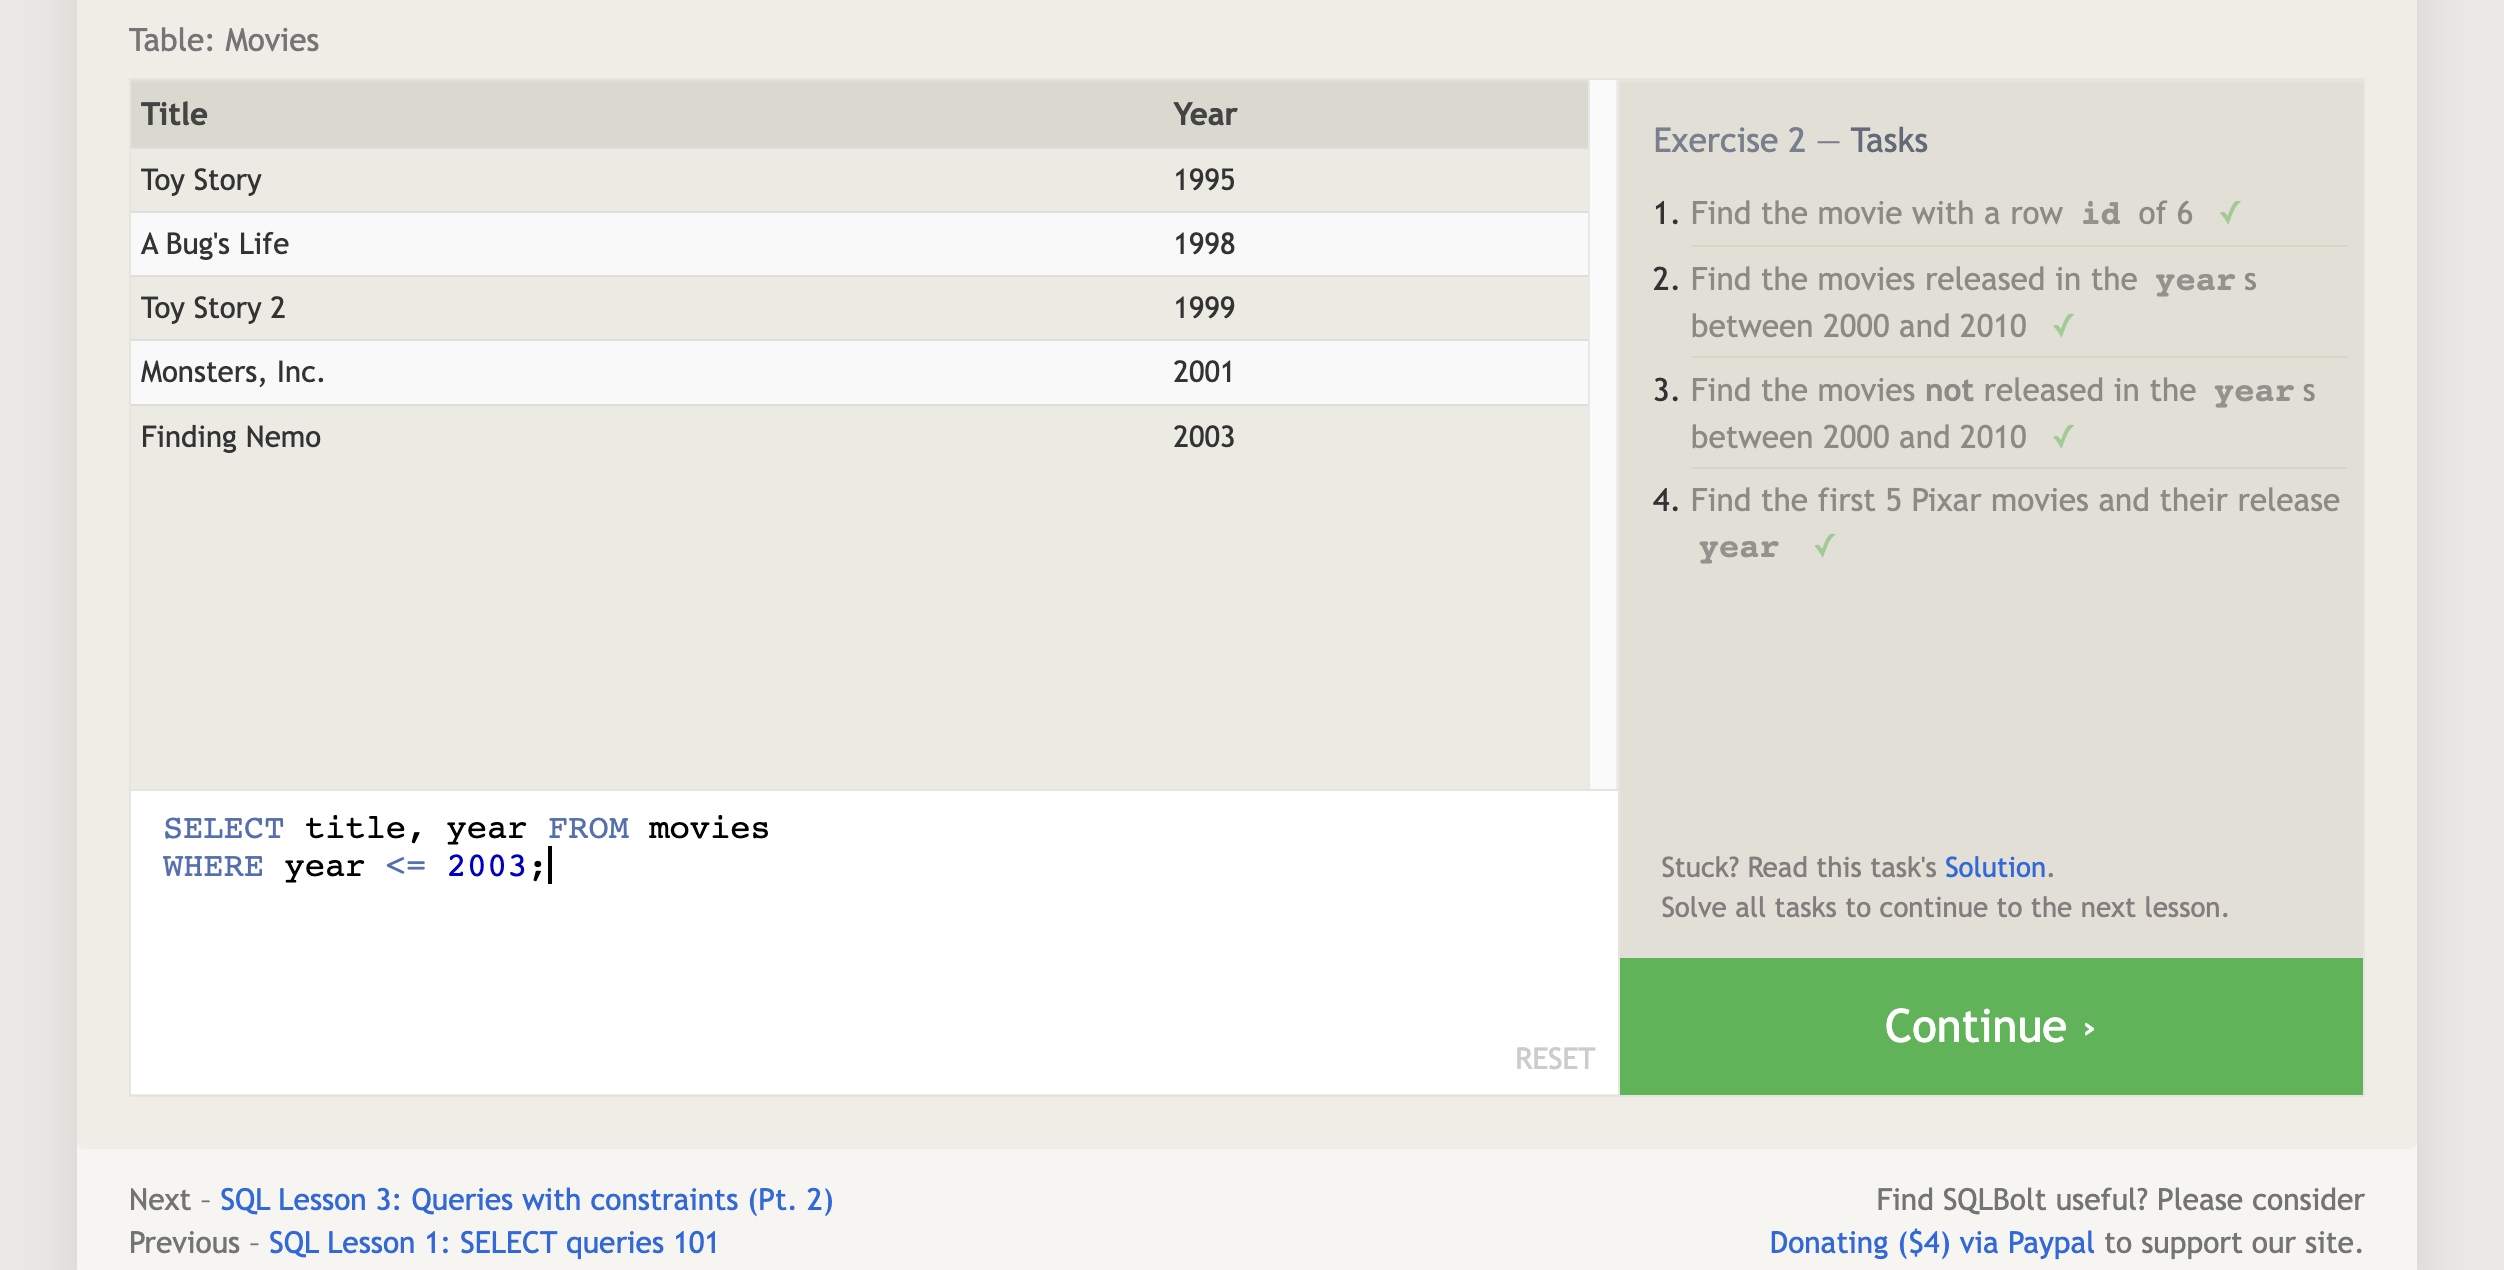 Table: Movies
Title Year
Toy Story 1995
A Bug's Life 1998
Toy Story 2 1999
Monsters, Inc. 2001
Finding Nemo 2003
SELECT title, year FROM movies
WHERE year <= 2003;
RESET
Exercise 2 — Tasks
1. Find the movie with a row id of 6 ✓
2. Find the movies released in the year s
between 2000 and 2010 ✓
3. Find the movies not released in the year s
between 2000 and 2010 ✓
4. Find the first 5 Pixar movies and their release
year ✓
Stuck? Read this task's Solution.
Solve all tasks to continue to the next lesson.
Continue ›
Next – SQL Lesson 3: Queries with constraints (Pt. 2)
Previous – SQL Lesson 1: SELECT queries 101
Find SQLBolt useful? Please consider
Donating ($4) via Paypal to support our site.